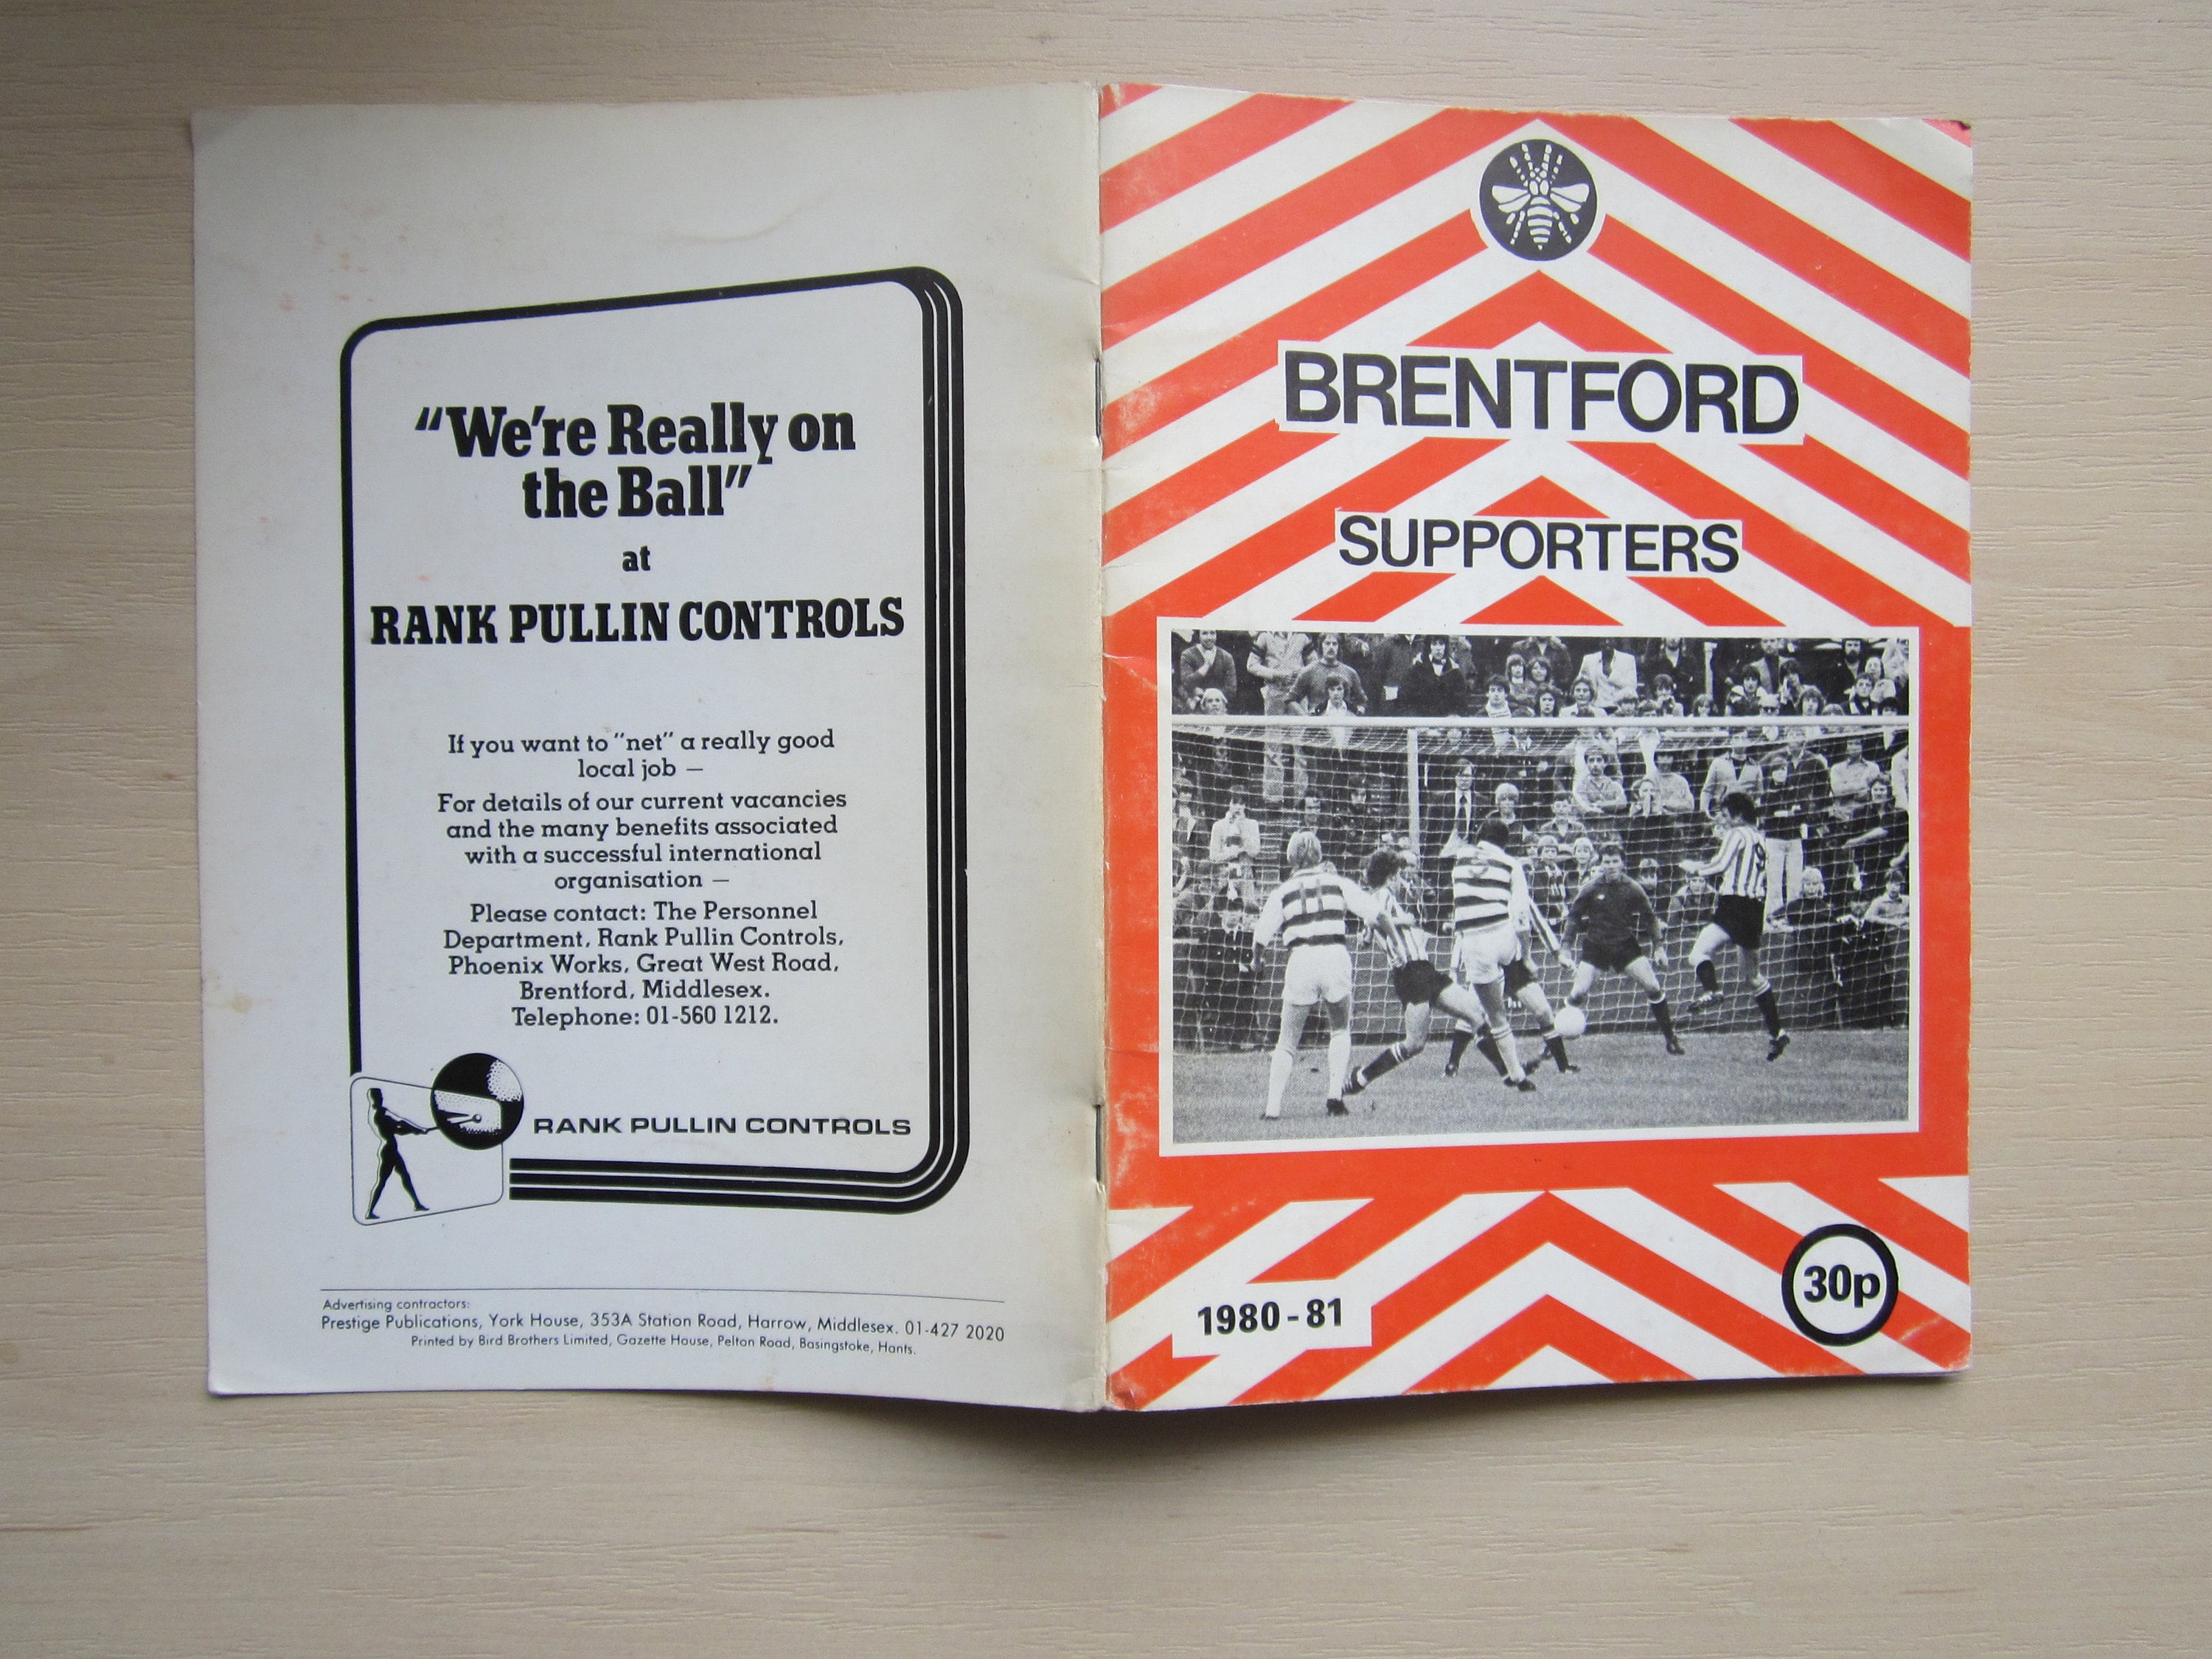 "We're Really on
the Ball"
at
RANK PULLIN CONTROLS
If you want to "net" a really good
local job —
For details of our current vacancies
and the many benefits associated
with a successful international
organisation —
Please contact: The Personnel
Department, Rank Pullin Controls,
Phoenix Works, Great West Road,
Brentford, Middlesex.
Telephone: 01-560 1212.
RANK PULLIN CONTROLS
Advertising contractors:
Prestige Publications, York House, 353A Station Road, Harrow, Middlesex. 01-427 2020
Printed by Bird Brothers Limited, Gazette House, Pelton Road, Basingstoke, Hants.
BRENTFORD
SUPPORTERS
11
9
1980-81
30p